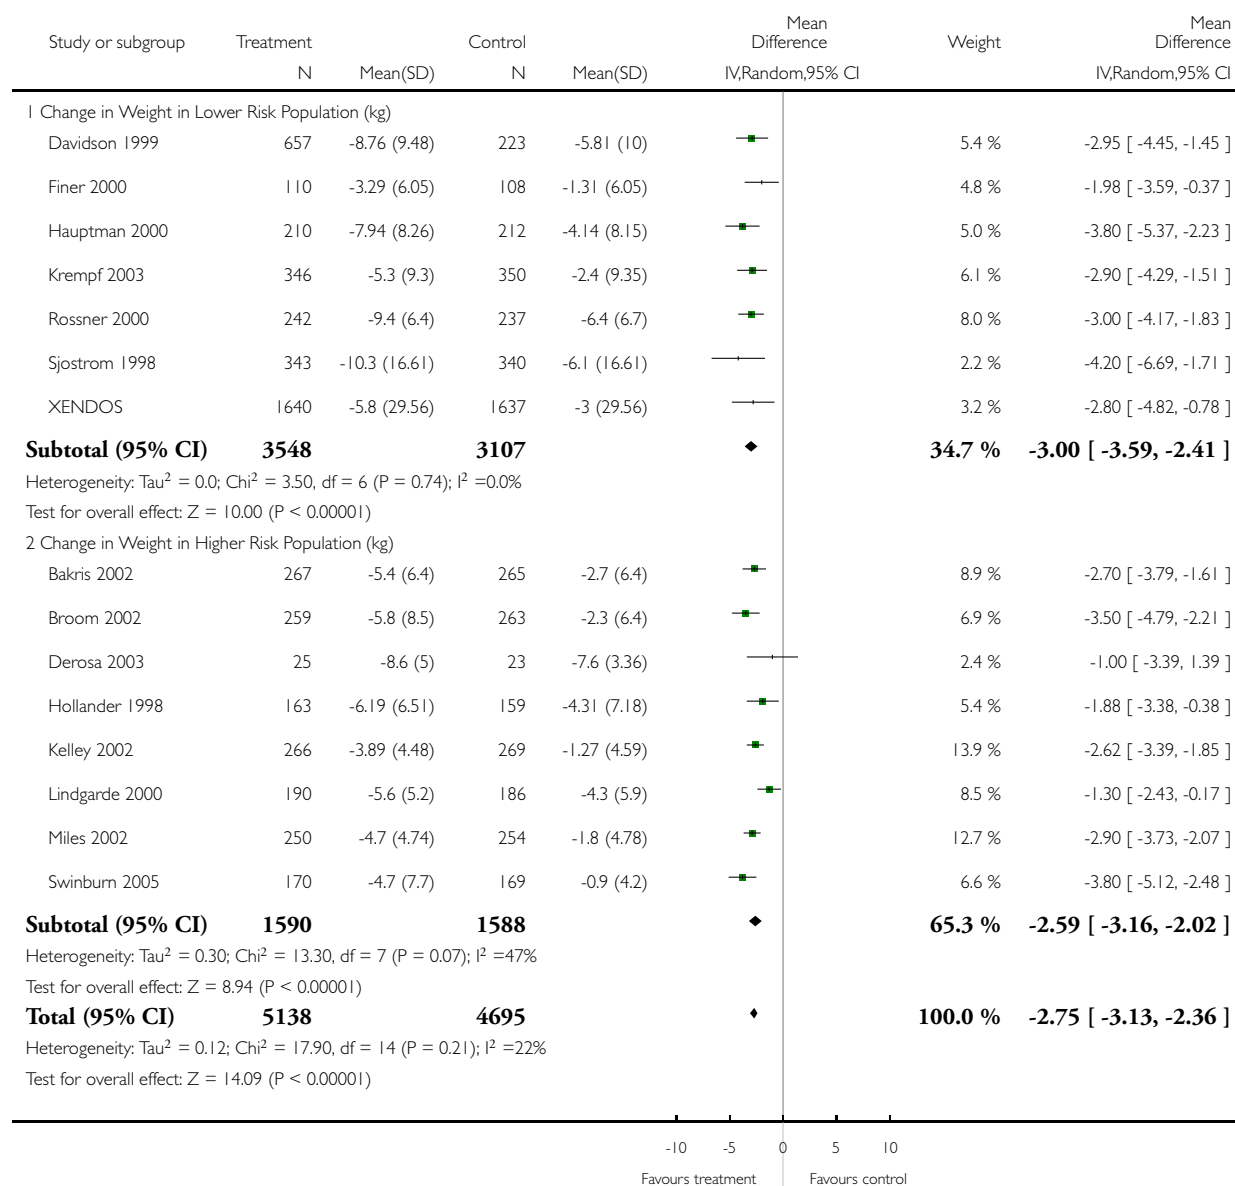 Mean Mean
Study or subgroup Treatment Control Difference Weight Difference
N Mean(SD) N Mean(SD) IV,Random,95% CI IV,Random,95% CI
1 Change in Weight in Lower Risk Population (kg)
Davidson 1999 657 -8.76 (9.48) 223 -5.81 (10) 5.4 % -2.95 [ -4.45, -1.45 ]
Finer 2000 110 -3.29 (6.05) 108 -1.31 (6.05) 4.8 % -1.98 [ -3.59, -0.37 ]
Hauptman 2000 210 -7.94 (8.26) 212 -4.14 (8.15) 5.0 % -3.80 [ -5.37, -2.23 ]
Krempf 2003 346 -5.3 (9.3) 350 -2.4 (9.35) 6.1 % -2.90 [ -4.29, -1.51 ]
Rossner 2000 242 -9.4 (6.4) 237 -6.4 (6.7) 8.0 % -3.00 [ -4.17, -1.83 ]
Sjostrom 1998 343 -10.3 (16.61) 340 -6.1 (16.61) 2.2 % -4.20 [ -6.69, -1.71 ]
XENDOS 1640 -5.8 (29.56) 1637 -3 (29.56) 3.2 % -2.80 [ -4.82, -0.78 ]
Subtotal (95% CI) 3548 3107 34.7 % -3.00 [ -3.59, -2.41 ]
Heterogeneity: Tau² = 0.0; Chi² = 3.50, df = 6 (P = 0.74); I² =0.0%
Test for overall effect: Z = 10.00 (P < 0.00001)
2 Change in Weight in Higher Risk Population (kg)
Bakris 2002 267 -5.4 (6.4) 265 -2.7 (6.4) 8.9 % -2.70 [ -3.79, -1.61 ]
Broom 2002 259 -5.8 (8.5) 263 -2.3 (6.4) 6.9 % -3.50 [ -4.79, -2.21 ]
Derosa 2003 25 -8.6 (5) 23 -7.6 (3.36) 2.4 % -1.00 [ -3.39, 1.39 ]
Hollander 1998 163 -6.19 (6.51) 159 -4.31 (7.18) 5.4 % -1.88 [ -3.38, -0.38 ]
Kelley 2002 266 -3.89 (4.48) 269 -1.27 (4.59) 13.9 % -2.62 [ -3.39, -1.85 ]
Lindgarde 2000 190 -5.6 (5.2) 186 -4.3 (5.9) 8.5 % -1.30 [ -2.43, -0.17 ]
Miles 2002 250 -4.7 (4.74) 254 -1.8 (4.78) 12.7 % -2.90 [ -3.73, -2.07 ]
Swinburn 2005 170 -4.7 (7.7) 169 -0.9 (4.2) 6.6 % -3.80 [ -5.12, -2.48 ]
Subtotal (95% CI) 1590 1588 65.3 % -2.59 [ -3.16, -2.02 ]
Heterogeneity: Tau² = 0.30; Chi² = 13.30, df = 7 (P = 0.07); I² =47%
Test for overall effect: Z = 8.94 (P < 0.00001)
Total (95% CI) 5138 4695 100.0 % -2.75 [ -3.13, -2.36 ]
Heterogeneity: Tau² = 0.12; Chi² = 17.90, df = 14 (P = 0.21); I² =22%
Test for overall effect: Z = 14.09 (P < 0.00001)
-10 -5 0 5 10
Favours treatment Favours control